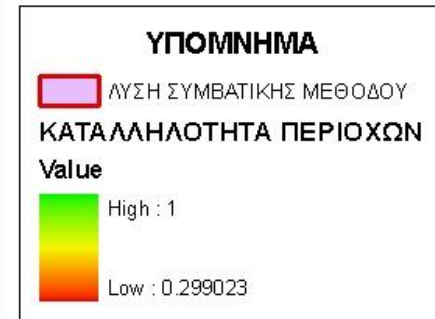 ΥΠΟΜΝΗΜΑ
ΛΥΣΗ ΣΥΜΒΑΤΙΚΗΣ ΜΕΘΟΔΟΥ
ΚΑΤΑΛΛΗΛΟΤΗΤΑ ΠΕΡΙΟΧΩΝ
Value
High : 1
Low : 0.299023